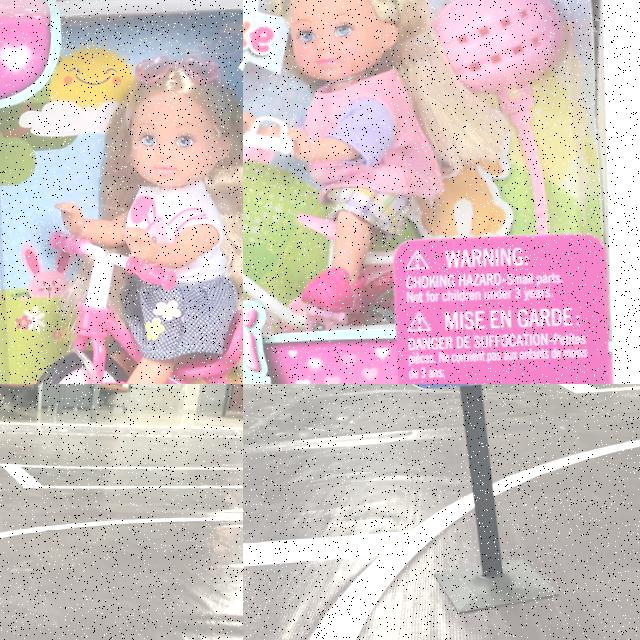 WARNING:
CHOKING HAZARD-Small parts.
Not for children under 3 years.
MISE EN GARDE:
DANGER DE SUFFOCATION-Petites
pièces. Ne convient pas aux enfants de moins
de 3 ans.